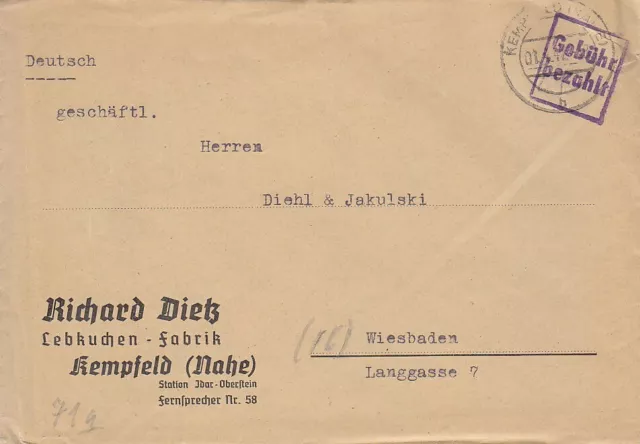 Deutsch
Gebühr
bezahlt
geschäftl.
Herren
Diehl & Jakulski
Richard Dietz
Lebkuchen - Fabrik
Kempfeld (Nahe)
Station Idar-Oberstein
Fernsprecher Nr. 58
(16)
Wiesbaden
Langgasse 7